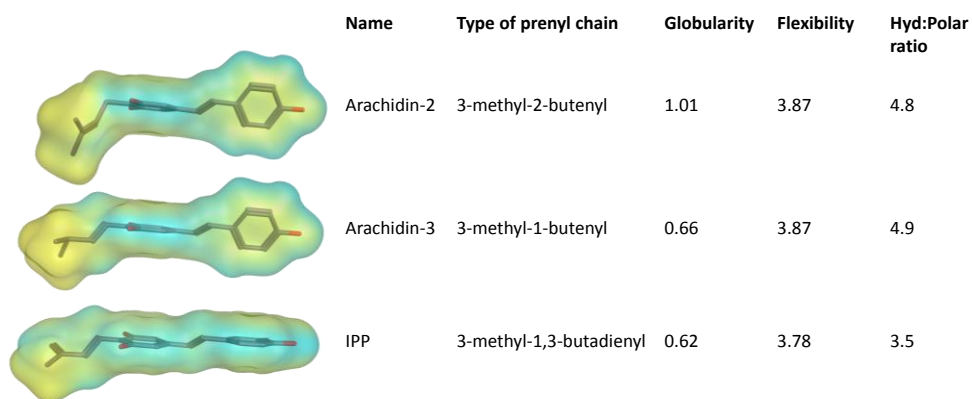 Name Type of prenyl chain Globularity Flexibility Hyd:Polar
ratio
Arachidin-2 3-methyl-2-butenyl 1.01 3.87 4.8
Arachidin-3 3-methyl-1-butenyl 0.66 3.87 4.9
IPP 3-methyl-1,3-butadienyl 0.62 3.78 3.5